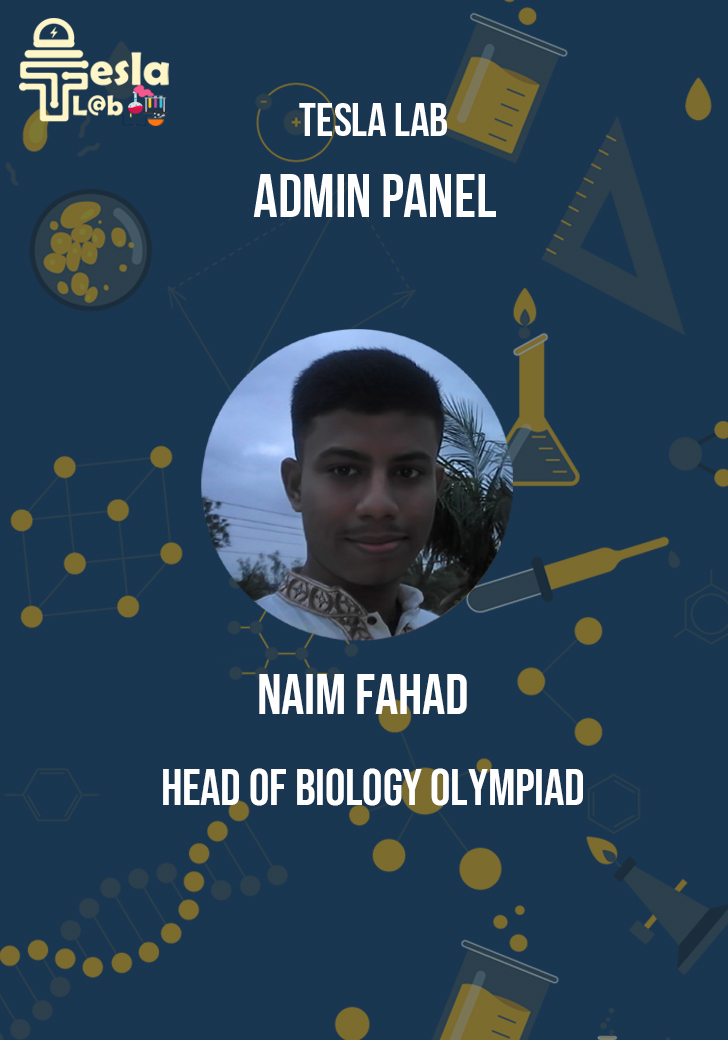 Tesla
L@b
TESLA LAB
ADMIN PANEL
NAIM FAHAD
HEAD OF BIOLOGY OLYMPIAD